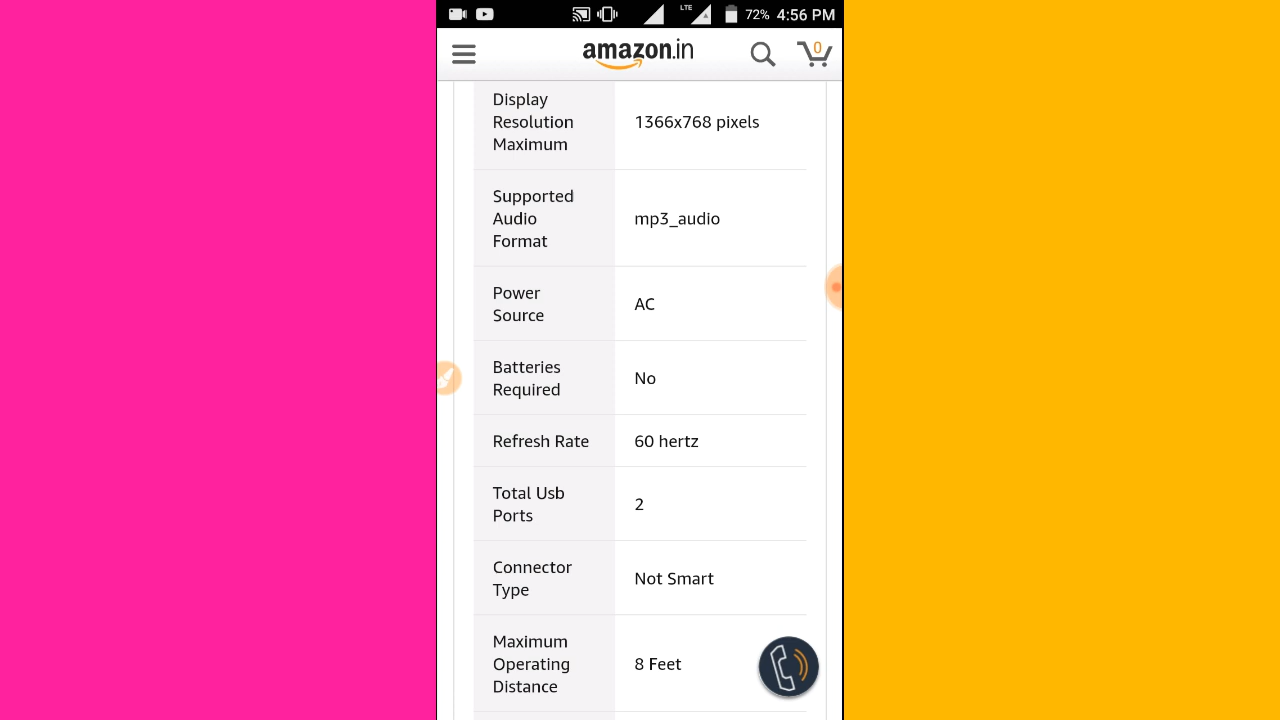 LTE 72% 4:56 PM
amazon.in 0
Display
Resolution
Maximum
1366x768 pixels
Supported
Audio
Format
mp3_audio
Power
Source
AC
Batteries
Required
No
Refresh Rate
60 hertz
Total Usb
Ports
2
Connector
Type
Not Smart
Maximum
Operating
Distance
8 Feet